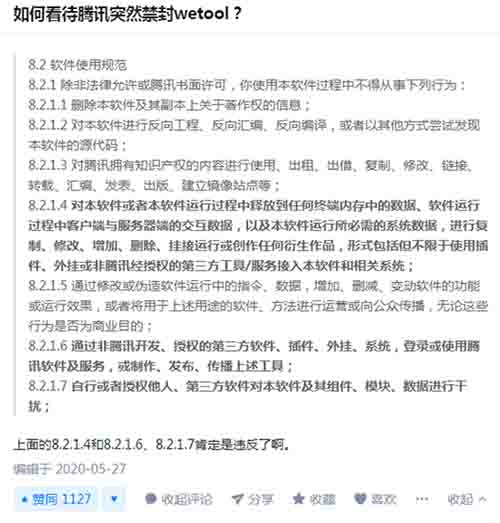 如何看待腾讯突然禁封wetool？
8.2 软件使用规范
8.2.1 除非法律允许或腾讯书面许可，你使用本软件过程中不得从事下列行为：
8.2.1.1 删除本软件及其副本上关于著作权的信息；
8.2.1.2 对本软件进行反向工程、反向汇编、反向编译，或者以其他方式尝试发现
本软件的源代码；
8.2.1.3 对腾讯拥有知识产权的内容进行使用、出租、出借、复制、修改、链接、
转载、汇编、发表、出版、建立镜像站点等；
8.2.1.4 对本软件或者本软件运行过程中释放到任何终端内存中的数据、软件运行
过程中客户端与服务器端的交互数据，以及本软件运行所必需的系统数据，进行复
制、修改、增加、删除、挂接运行或创作任何衍生作品，形式包括但不限于使用插
件、外挂或非腾讯经授权的第三方工具/服务接入本软件和相关系统；
8.2.1.5 通过修改或伪造软件运行中的指令、数据，增加、删减、变动软件的功能
或运行效果，或者将用于上述用途的软件、方法进行运营或向公众传播，无论这些
行为是否为商业目的；
8.2.1.6 通过非腾讯开发、授权的第三方软件、插件、外挂、系统，登录或使用腾
讯软件及服务，或制作、发布、传播上述工具；
8.2.1.7 自行或者授权他人、第三方软件对本软件及其组件、模块、数据进行干
扰；
上面的8.2.1.4和8.2.1.6、8.2.1.7肯定是违反了啊。
编辑于 2020-05-27
赞同 1127 收起评论 分享 收藏 喜欢 收起